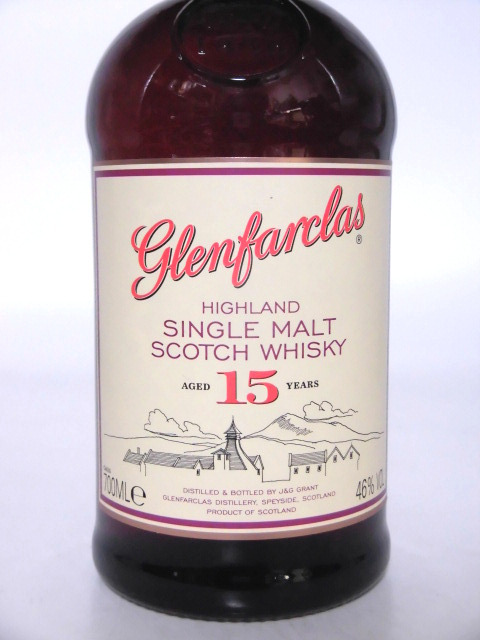 Glenfarclas®
HIGHLAND
SINGLE MALT
SCOTCH WHISKY
AGED 15 YEARS
700ML℮
DISTILLED & BOTTLED BY J&G GRANT
GLENFARCLAS DISTILLERY, SPEYSIDE, SCOTLAND
PRODUCT OF SCOTLAND
46% VOL